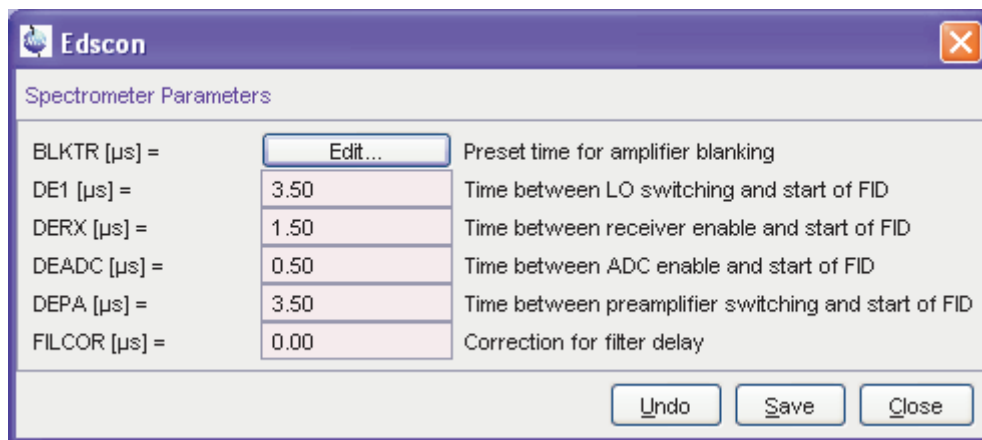 Edscon
Spectrometer Parameters
BLKTR [µs] = Edit... Preset time for amplifier blanking
DE1 [µs] = 3.50 Time between LO switching and start of FID
DERX [µs] = 1.50 Time between receiver enable and start of FID
DEADC [µs] = 0.50 Time between ADC enable and start of FID
DEPA [µs] = 3.50 Time between preamplifier switching and start of FID
FILCOR [µs] = 0.00 Correction for filter delay
Undo Save Close